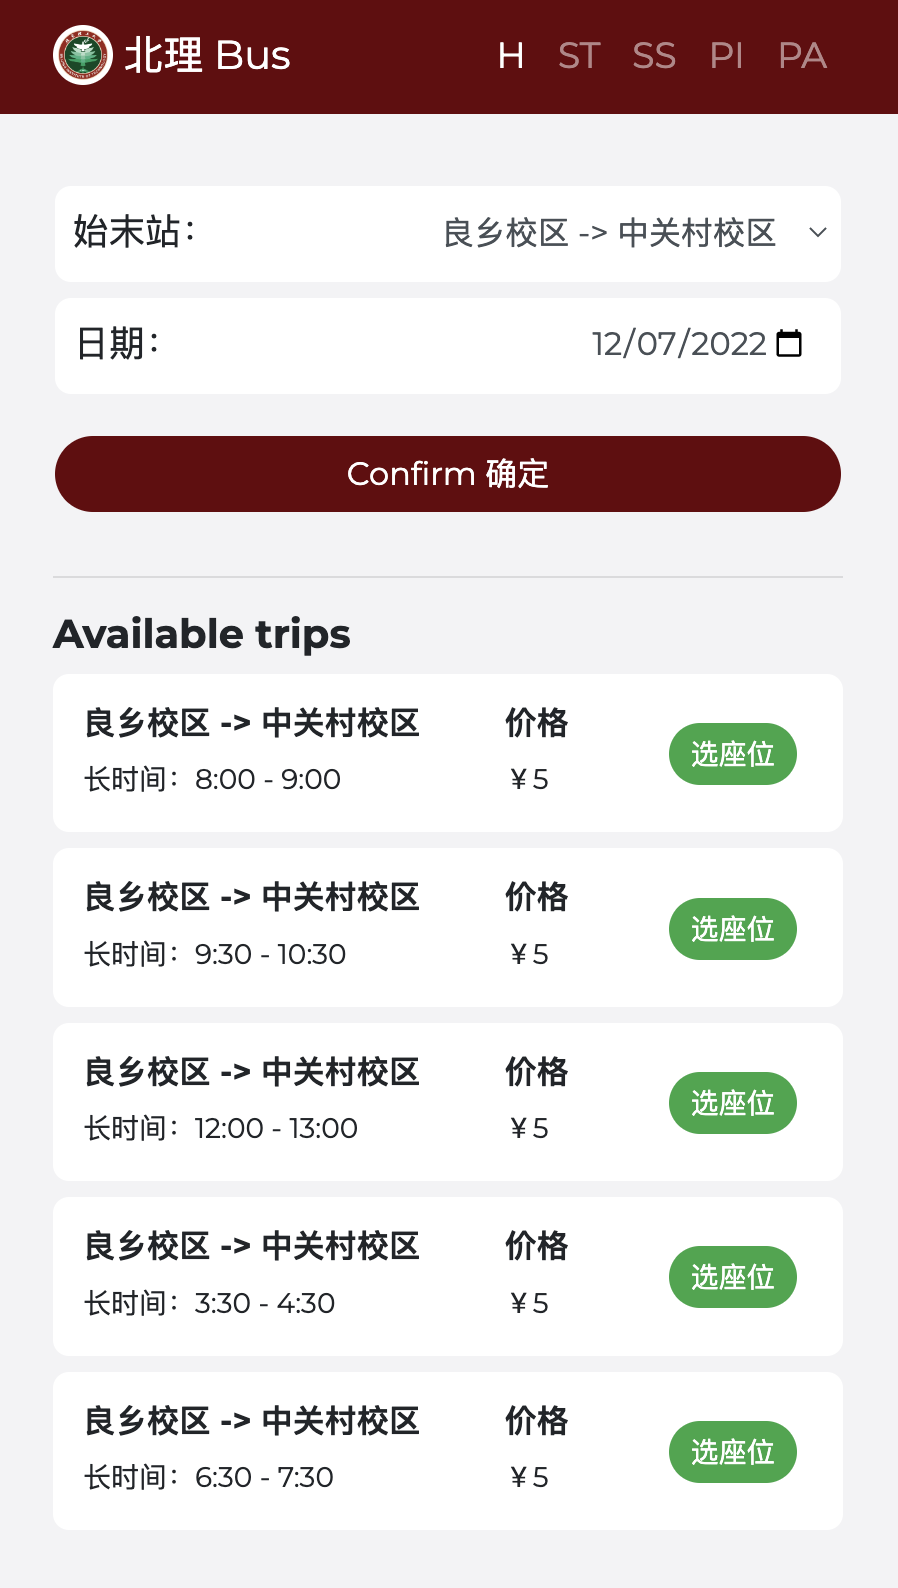 北理 Bus
H ST SS PI PA
始末站：
良乡校区 -> 中关村校区
日期：
12/07/2022
Confirm 确定
Available trips
良乡校区 -> 中关村校区 价格
长时间：8:00 - 9:00 ¥ 5
选座位
良乡校区 -> 中关村校区 价格
长时间：9:30 - 10:30 ¥ 5
选座位
良乡校区 -> 中关村校区 价格
长时间：12:00 - 13:00 ¥ 5
选座位
良乡校区 -> 中关村校区 价格
长时间：3:30 - 4:30 ¥ 5
选座位
良乡校区 -> 中关村校区 价格
长时间：6:30 - 7:30 ¥ 5
选座位